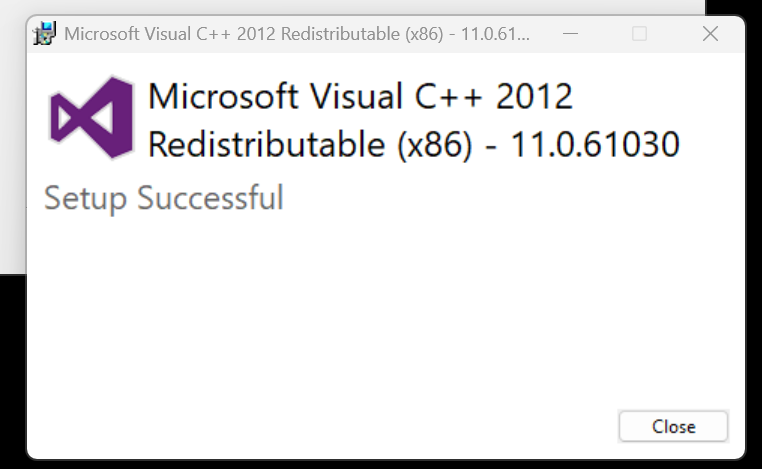 Microsoft Visual C++ 2012 Redistributable (x86) - 11.0.61...
Microsoft Visual C++ 2012
Redistributable (x86) - 11.0.61030
Setup Successful
Close